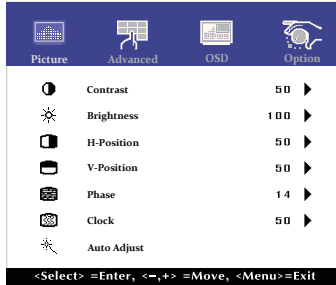 Picture Advanced OSD Option
Contrast 50
Brightness 100
H-Position 50
V-Position 50
Phase 14
Clock 50
Auto Adjust
<Select> =Enter, <−,+> =Move, <Menu>=Exit